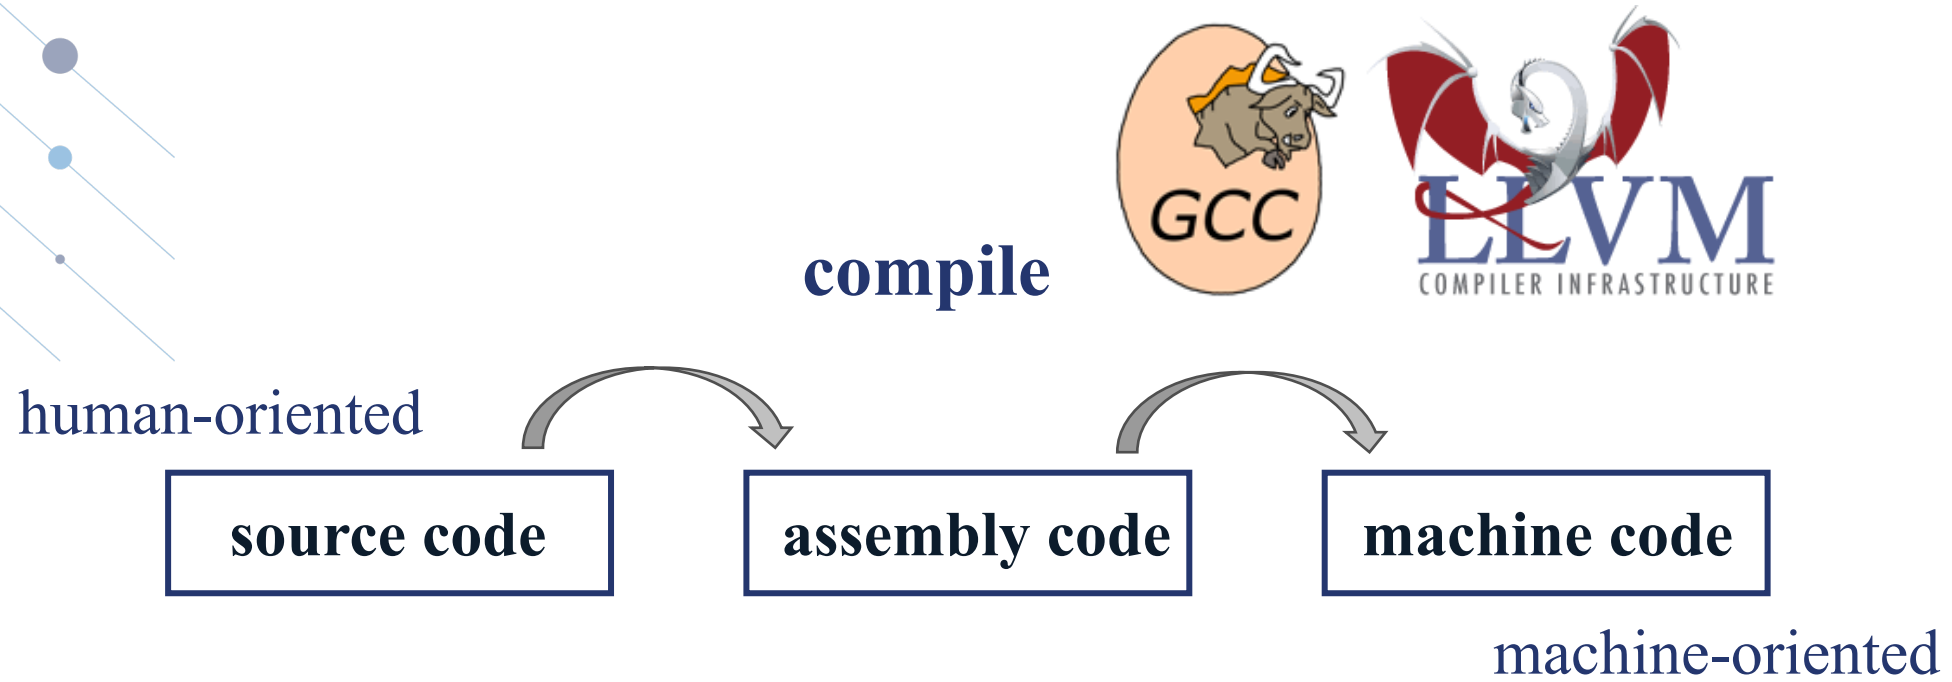 GCC
LLVM
COMPILER INFRASTRUCTURE
compile
human-oriented
source code
assembly code
machine code
machine-oriented